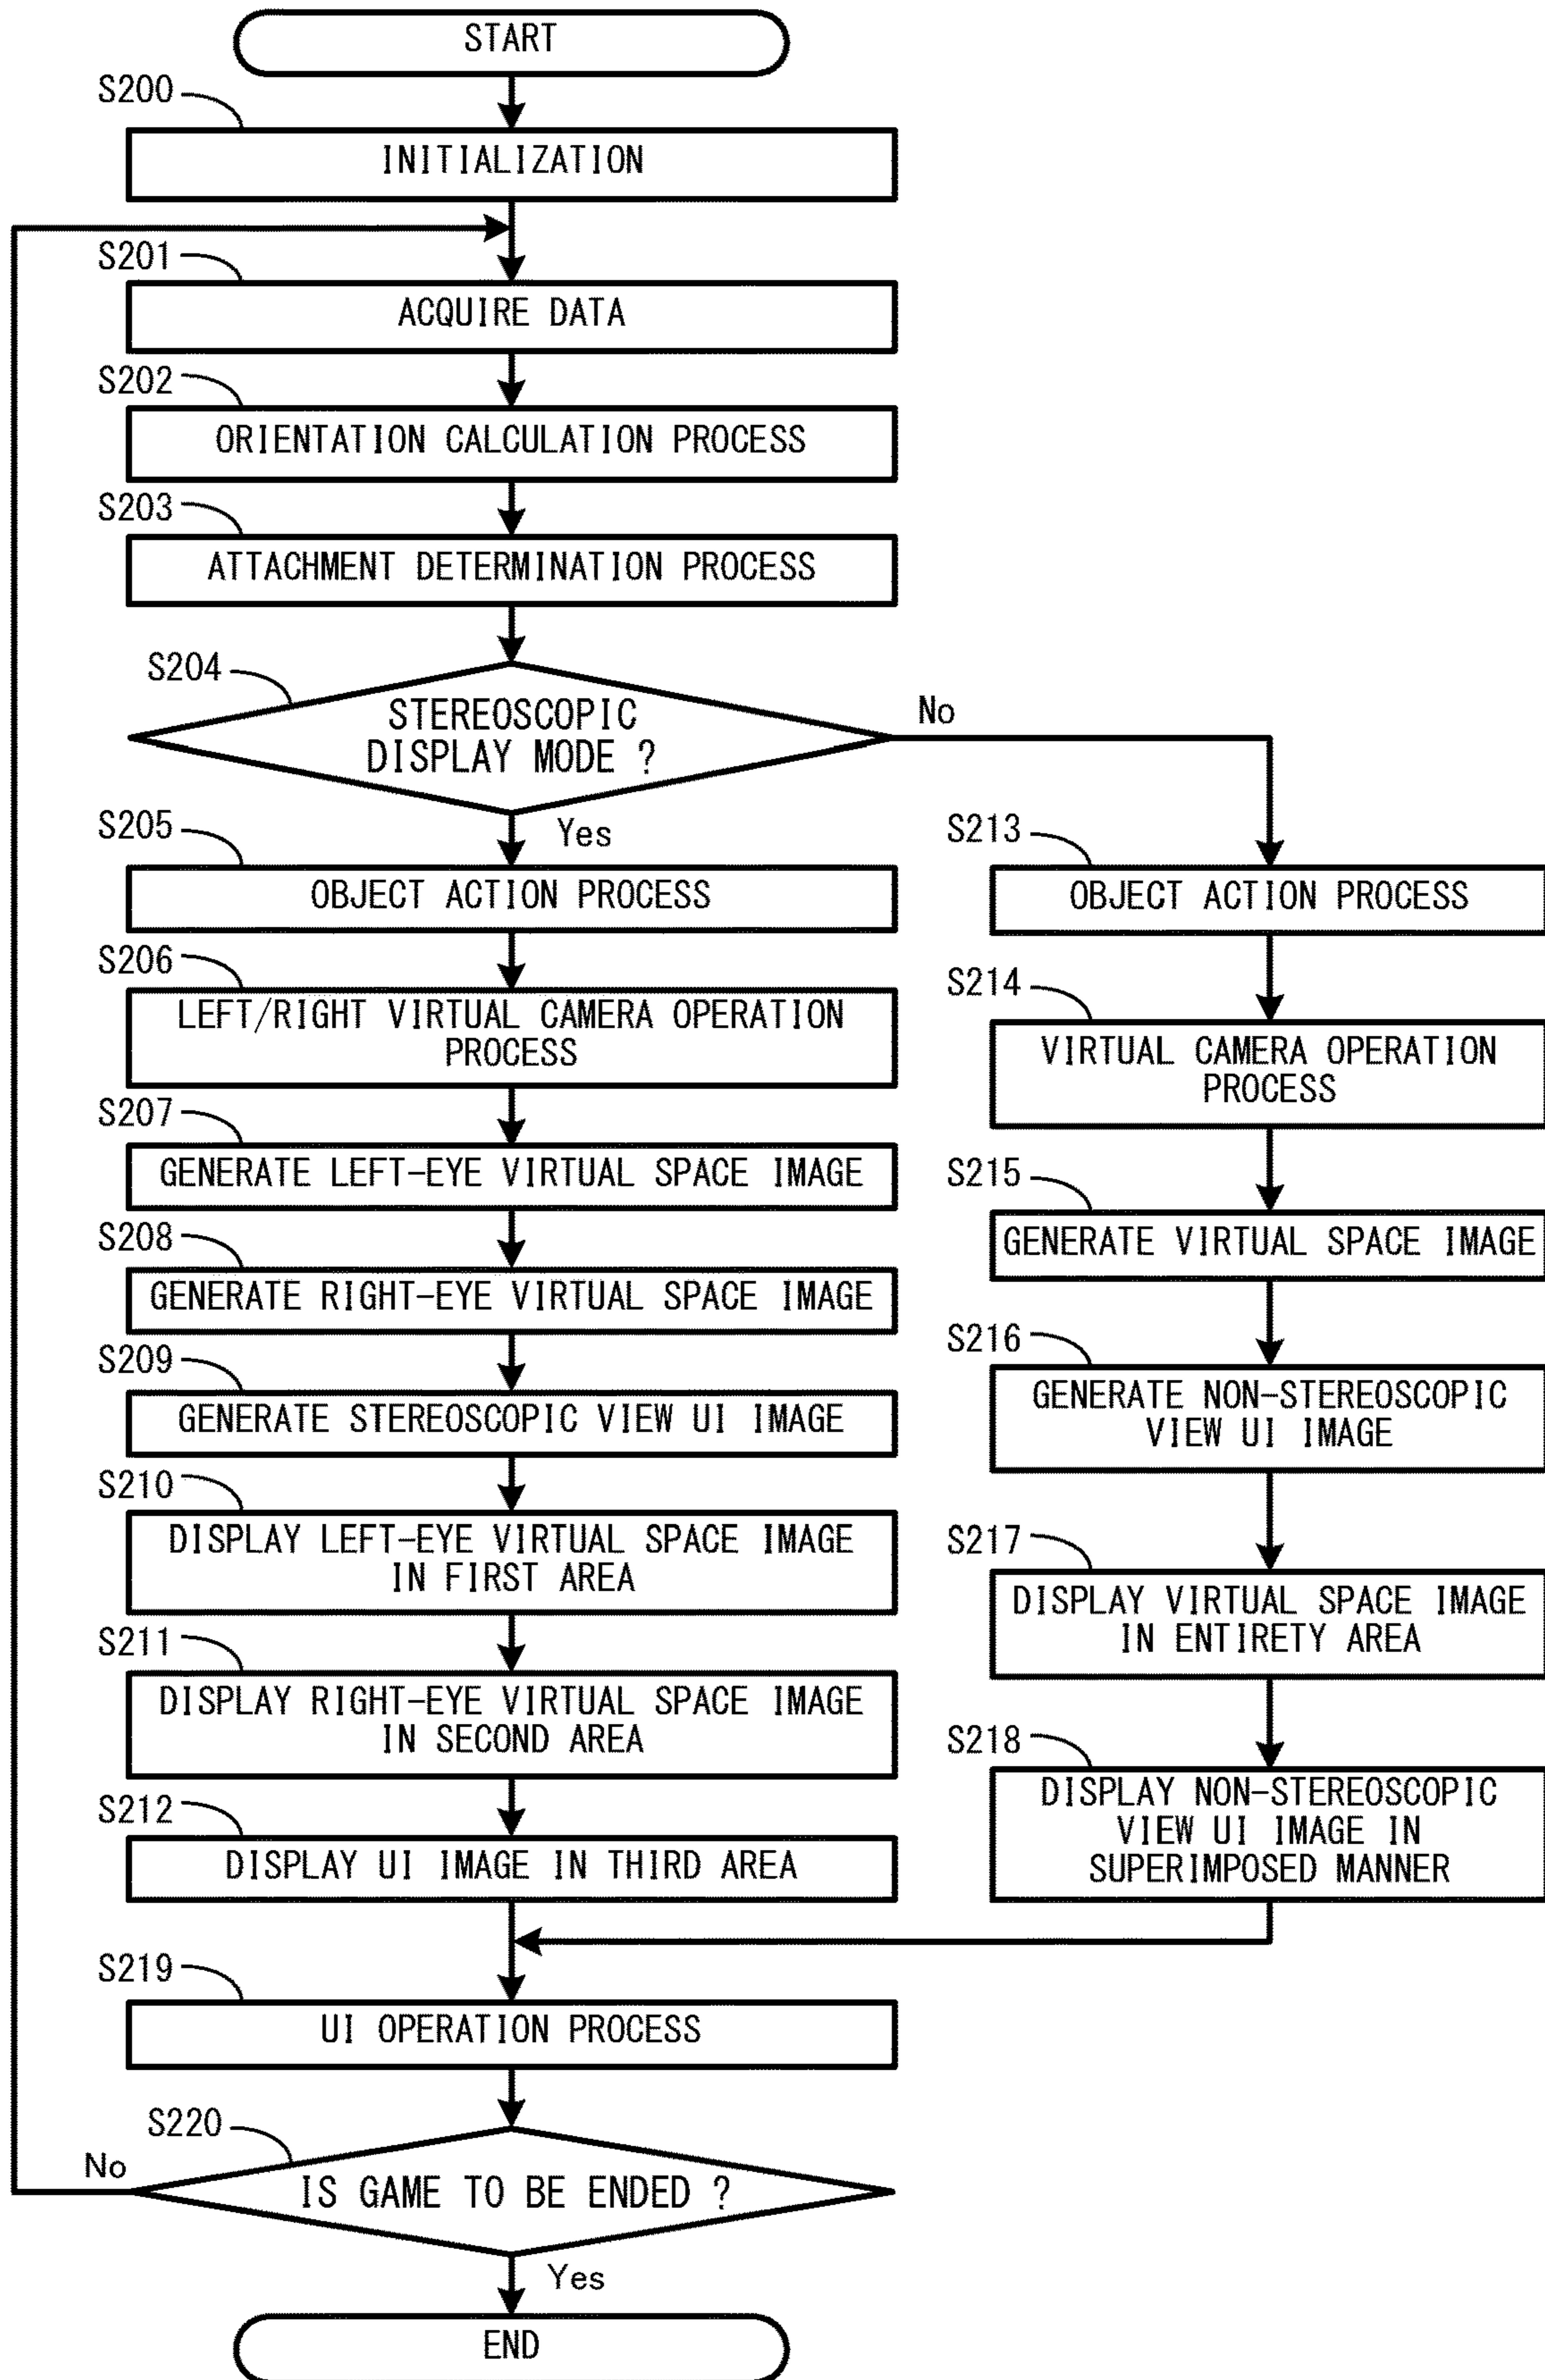 START
S200
INITIALIZATION
S201
ACQUIRE DATA
S202
ORIENTATION CALCULATION PROCESS
S203
ATTACHMENT DETERMINATION PROCESS
S204
STEREOSCOPIC
DISPLAY MODE ?
No
Yes
S205
OBJECT ACTION PROCESS
S206
LEFT/RIGHT VIRTUAL CAMERA OPERATION
PROCESS
S207
GENERATE LEFT-EYE VIRTUAL SPACE IMAGE
S208
GENERATE RIGHT-EYE VIRTUAL SPACE IMAGE
S209
GENERATE STEREOSCOPIC VIEW UI IMAGE
S210
DISPLAY LEFT-EYE VIRTUAL SPACE IMAGE
IN FIRST AREA
S211
DISPLAY RIGHT-EYE VIRTUAL SPACE IMAGE
IN SECOND AREA
S212
DISPLAY UI IMAGE IN THIRD AREA
S213
OBJECT ACTION PROCESS
S214
VIRTUAL CAMERA OPERATION
PROCESS
S215
GENERATE VIRTUAL SPACE IMAGE
S216
GENERATE NON-STEREOSCOPIC
VIEW UI IMAGE
S217
DISPLAY VIRTUAL SPACE IMAGE
IN ENTIRETY AREA
S218
DISPLAY NON-STEREOSCOPIC
VIEW UI IMAGE IN
SUPERIMPOSED MANNER
S219
UI OPERATION PROCESS
S220
IS GAME TO BE ENDED ?
No
Yes
END